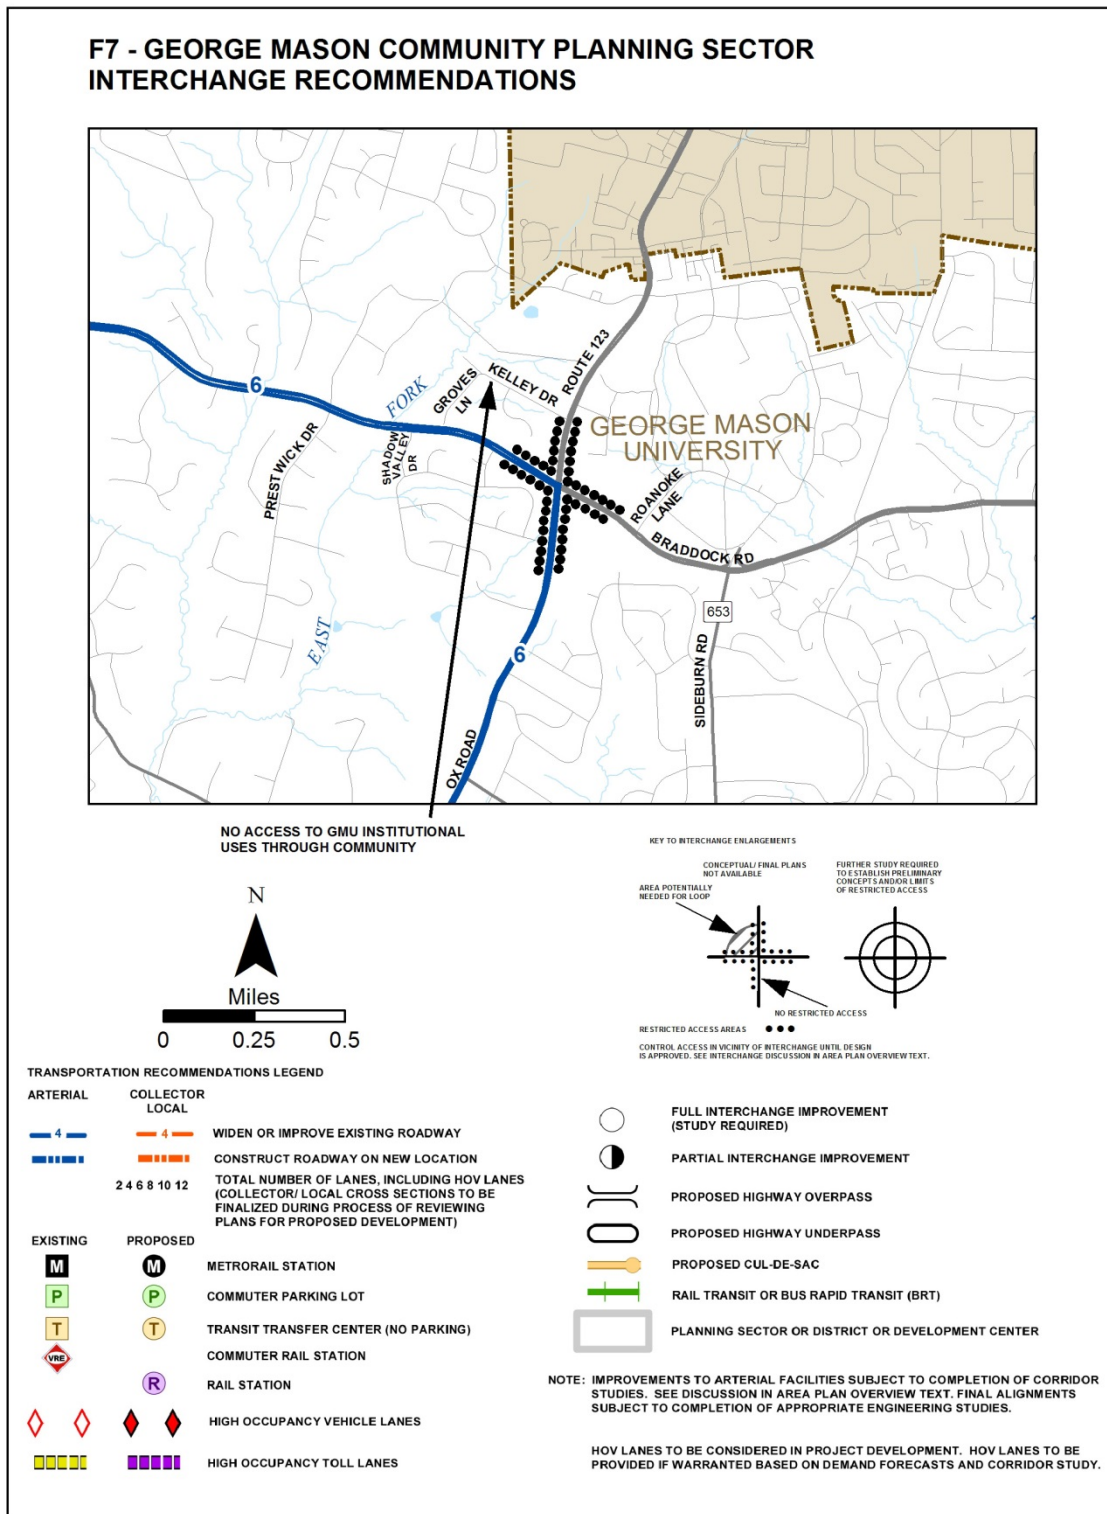 F7 - GEORGE MASON COMMUNITY PLANNING SECTOR
INTERCHANGE RECOMMENDATIONS
ROUTE 123
6
FORK
GROVES
LN
KELLEY DR
GEORGE MASON
UNIVERSITY
PRESTWICK DR
SHADOW
VALLEY
DR
ROANOKE
LANE
BRADDOCK RD
653
EAST
6
SIDEBURN RD
OX ROAD
NO ACCESS TO GMU INSTITUTIONAL
USES THROUGH COMMUNITY
N
Miles
0 0.25 0.5
KEY TO INTERCHANGE ENLARGEMENTS
CONCEPTUAL/ FINAL PLANS
NOT AVAILABLE
AREA POTENTIALLY
NEEDED FOR LOOP
FURTHER STUDY REQUIRED
TO ESTABLISH PRELIMINARY
CONCEPTS AND/OR LIMITS
OF RESTRICTED ACCESS
NO RESTRICTED ACCESS
RESTRICTED ACCESS AREAS
CONTROL ACCESS IN VICINITY OF INTERCHANGE UNTIL DESIGN
IS APPROVED. SEE INTERCHANGE DISCUSSION IN AREA PLAN OVERVIEW TEXT.
TRANSPORTATION RECOMMENDATIONS LEGEND
ARTERIAL
COLLECTOR
LOCAL
4 4 WIDEN OR IMPROVE EXISTING ROADWAY
CONSTRUCT ROADWAY ON NEW LOCATION
2 4 6 8 10 12 TOTAL NUMBER OF LANES, INCLUDING HOV LANES
(COLLECTOR/ LOCAL CROSS SECTIONS TO BE
FINALIZED DURING PROCESS OF REVIEWING
PLANS FOR PROPOSED DEVELOPMENT)
EXISTING PROPOSED
M M METRORAIL STATION
P P COMMUTER PARKING LOT
T T TRANSIT TRANSFER CENTER (NO PARKING)
VRE COMMUTER RAIL STATION
R RAIL STATION
HIGH OCCUPANCY VEHICLE LANES
HIGH OCCUPANCY TOLL LANES
FULL INTERCHANGE IMPROVEMENT
(STUDY REQUIRED)
PARTIAL INTERCHANGE IMPROVEMENT
PROPOSED HIGHWAY OVERPASS
PROPOSED HIGHWAY UNDERPASS
PROPOSED CUL-DE-SAC
RAIL TRANSIT OR BUS RAPID TRANSIT (BRT)
PLANNING SECTOR OR DISTRICT OR DEVELOPMENT CENTER
NOTE: IMPROVEMENTS TO ARTERIAL FACILITIES SUBJECT TO COMPLETION OF CORRIDOR
STUDIES. SEE DISCUSSION IN AREA PLAN OVERVIEW TEXT. FINAL ALIGNMENTS
SUBJECT TO COMPLETION OF APPROPRIATE ENGINEERING STUDIES.
HOV LANES TO BE CONSIDERED IN PROJECT DEVELOPMENT. HOV LANES TO BE
PROVIDED IF WARRANTED BASED ON DEMAND FORECASTS AND CORRIDOR STUDY.